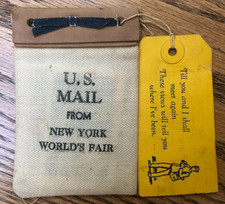 U.S.
MAIL
FROM
NEW YORK
WORLD'S FAIR
Till you and I shall
meet again
These views will tell you
where I've been.